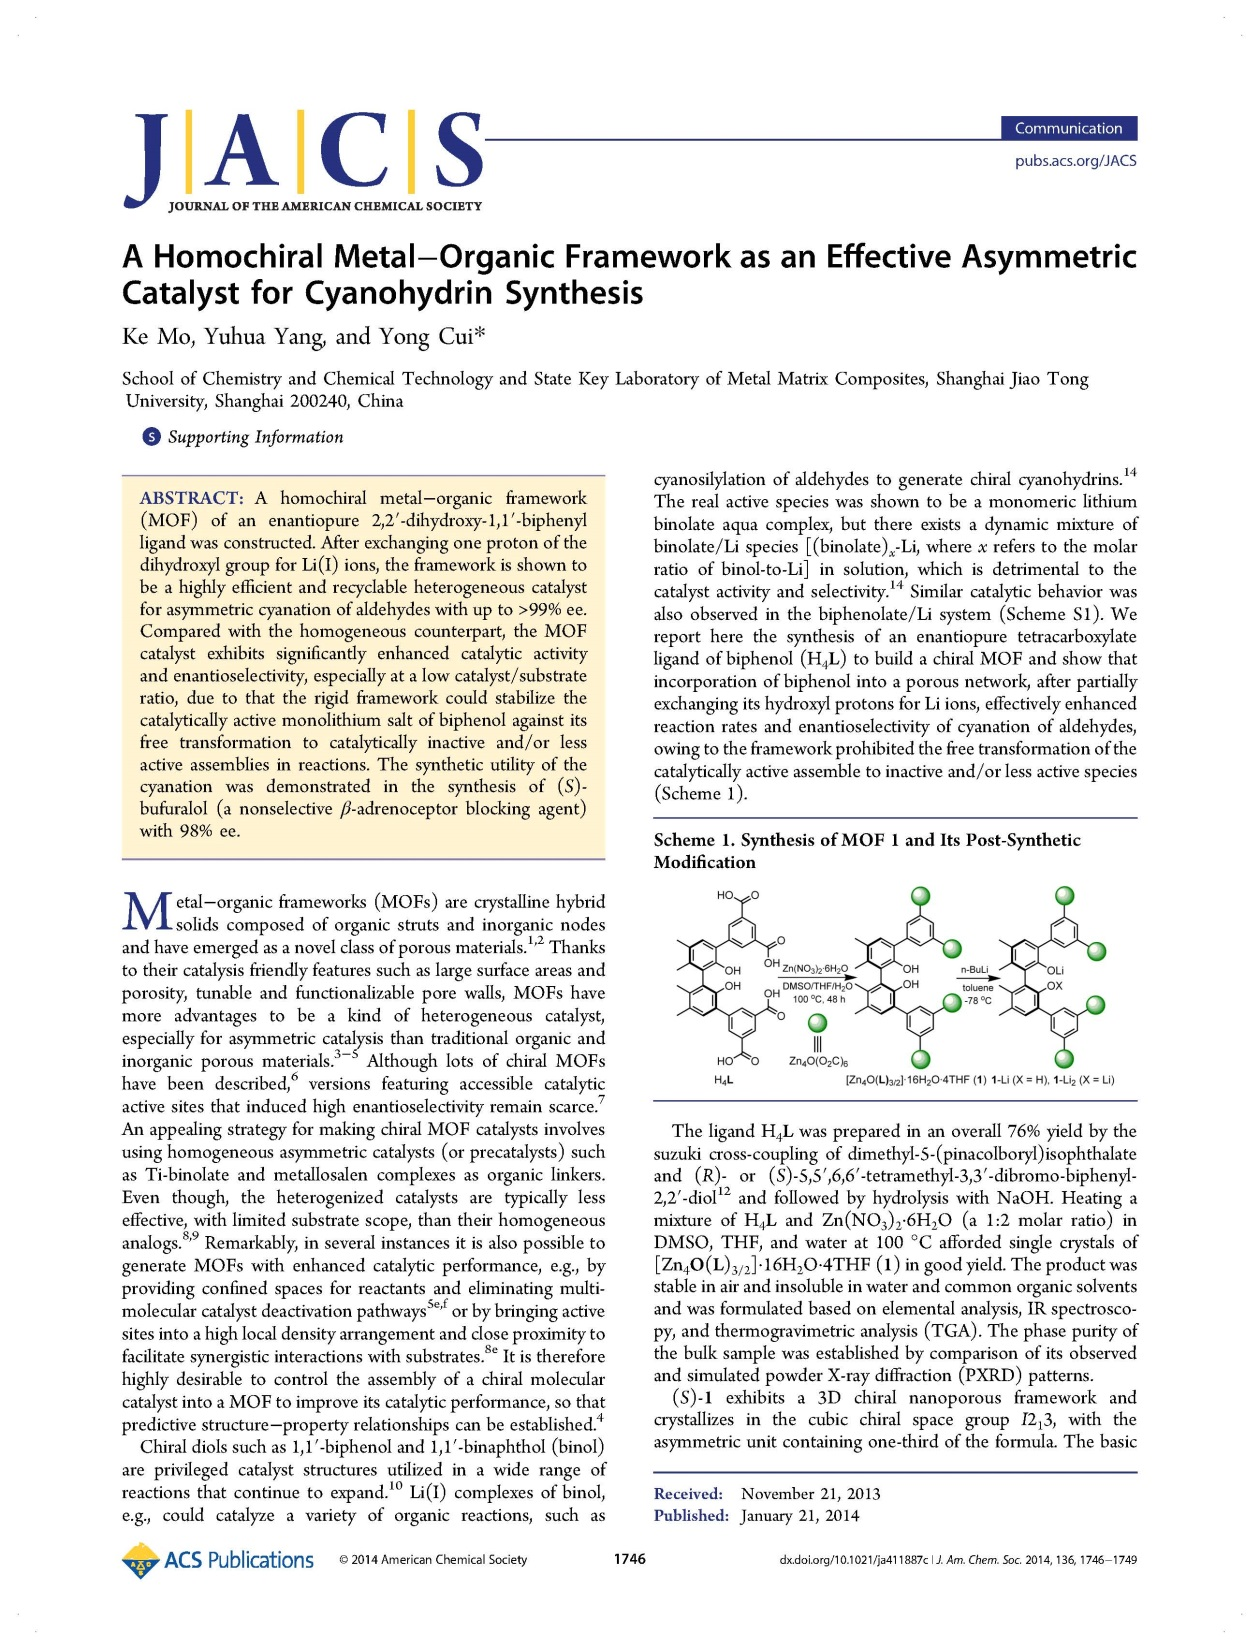 J|A|C|S
JOURNAL OF THE AMERICAN CHEMICAL SOCIETY
Communication
pubs.acs.org/JACS
A Homochiral Metal−Organic Framework as an Effective Asymmetric
Catalyst for Cyanohydrin Synthesis
Ke Mo, Yuhua Yang, and Yong Cui*
School of Chemistry and Chemical Technology and State Key Laboratory of Metal Matrix Composites, Shanghai Jiao Tong
University, Shanghai 200240, China
S Supporting Information
ABSTRACT: A homochiral metal−organic framework
(MOF) of an enantiopure 2,2′-dihydroxy-1,1′-biphenyl
ligand was constructed. After exchanging one proton of the
dihydroxyl group for Li(I) ions, the framework is shown to
be a highly efficient and recyclable heterogeneous catalyst
for asymmetric cyanation of aldehydes with up to >99% ee.
Compared with the homogeneous counterpart, the MOF
catalyst exhibits significantly enhanced catalytic activity
and enantioselectivity, especially at a low catalyst/substrate
ratio, due to that the rigid framework could stabilize the
catalytically active monolithium salt of biphenol against its
free transformation to catalytically inactive and/or less
active assemblies in reactions. The synthetic utility of the
cyanation was demonstrated in the synthesis of (S)-
bufuralol (a nonselective β-adrenoceptor blocking agent)
with 98% ee.
Metal−organic frameworks (MOFs) are crystalline hybrid
solids composed of organic struts and inorganic nodes
and have emerged as a novel class of porous materials.1,2 Thanks
to their catalysis friendly features such as large surface areas and
porosity, tunable and functionalizable pore walls, MOFs have
more advantages to be a kind of heterogeneous catalyst,
especially for asymmetric catalysis than traditional organic and
inorganic porous materials.3−5 Although lots of chiral MOFs
have been described,6 versions featuring accessible catalytic
active sites that induced high enantioselectivity remain scarce.7
An appealing strategy for making chiral MOF catalysts involves
using homogeneous asymmetric catalysts (or precatalysts) such
as Ti-binolate and metallosalen complexes as organic linkers.
Even though, the heterogenized catalysts are typically less
effective, with limited substrate scope, than their homogeneous
analogs.8,9 Remarkably, in several instances it is also possible to
generate MOFs with enhanced catalytic performance, e.g., by
providing confined spaces for reactants and eliminating multi-
molecular catalyst deactivation pathways5e,f or by bringing active
sites into a high local density arrangement and close proximity to
facilitate synergistic interactions with substrates.8e It is therefore
highly desirable to control the assembly of a chiral molecular
catalyst into a MOF to improve its catalytic performance, so that
predictive structure−property relationships can be established.4
Chiral diols such as 1,1′-biphenol and 1,1′-binaphthol (binol)
are privileged catalyst structures utilized in a wide range of
reactions that continue to expand.10 Li(I) complexes of binol,
e.g., could catalyze a variety of organic reactions, such as
cyanosilylation of aldehydes to generate chiral cyanohydrins.14
The real active species was shown to be a monomeric lithium
binolate aqua complex, but there exists a dynamic mixture of
binolate/Li species [(binolate)x-Li, where x refers to the molar
ratio of binol-to-Li] in solution, which is detrimental to the
catalyst activity and selectivity.14 Similar catalytic behavior was
also observed in the biphenolate/Li system (Scheme S1). We
report here the synthesis of an enantiopure tetracarboxylate
ligand of biphenol (H4L) to build a chiral MOF and show that
incorporation of biphenol into a porous network, after partially
exchanging its hydroxyl protons for Li ions, effectively enhanced
reaction rates and enantioselectivity of cyanation of aldehydes,
owing to the framework prohibited the free transformation of the
catalytically active assemble to inactive and/or less active species
(Scheme 1).
Scheme 1. Synthesis of MOF 1 and Its Post-Synthetic
Modification
HO O
O
OH
OH
OH
OH
O
HO O
H4L
Zn(NO3)2·6H2O
DMSO/THF/H2O
100 °C, 48 h
Zn4O(O2C)6
OH
OH
n-BuLi
toluene
-78 °C
OLi
OX
[Zn4O(L)3/2]·16H2O·4THF (1) 1-Li (X = H), 1-Li2 (X = Li)
The ligand H4L was prepared in an overall 76% yield by the
suzuki cross-coupling of dimethyl-5-(pinacolboryl)isophthalate
and (R)- or (S)-5,5′,6,6′-tetramethyl-3,3′-dibromo-biphenyl-
2,2′-diol12 and followed by hydrolysis with NaOH. Heating a
mixture of H4L and Zn(NO3)2·6H2O (a 1:2 molar ratio) in
DMSO, THF, and water at 100 °C afforded single crystals of
[Zn4O(L)3/2]·16H2O·4THF (1) in good yield. The product was
stable in air and insoluble in water and common organic solvents
and was formulated based on elemental analysis, IR spectrosco-
py, and thermogravimetric analysis (TGA). The phase purity of
the bulk sample was established by comparison of its observed
and simulated powder X-ray diffraction (PXRD) patterns.
(S)-1 exhibits a 3D chiral nanoporous framework and
crystallizes in the cubic chiral space group I213, with the
asymmetric unit containing one-third of the formula. The basic
Received: November 21, 2013
Published: January 21, 2014
ACS Publications
© 2014 American Chemical Society
1746
dx.doi.org/10.1021/ja411887c | J. Am. Chem. Soc. 2014, 136, 1746−1749